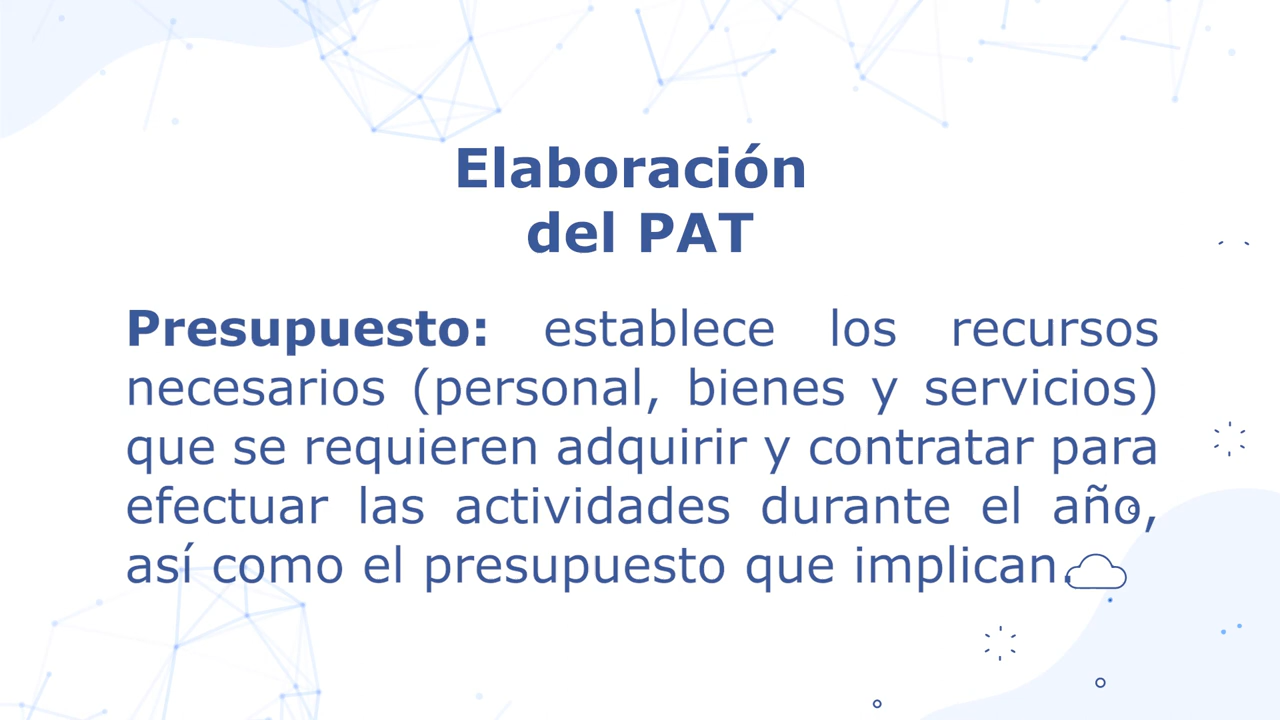 Elaboración
del PAT
Presupuesto: establece los recursos
necesarios (personal, bienes y servicios)
que se requieren adquirir y contratar para
efectuar las actividades durante el año,
así como el presupuesto que implican.